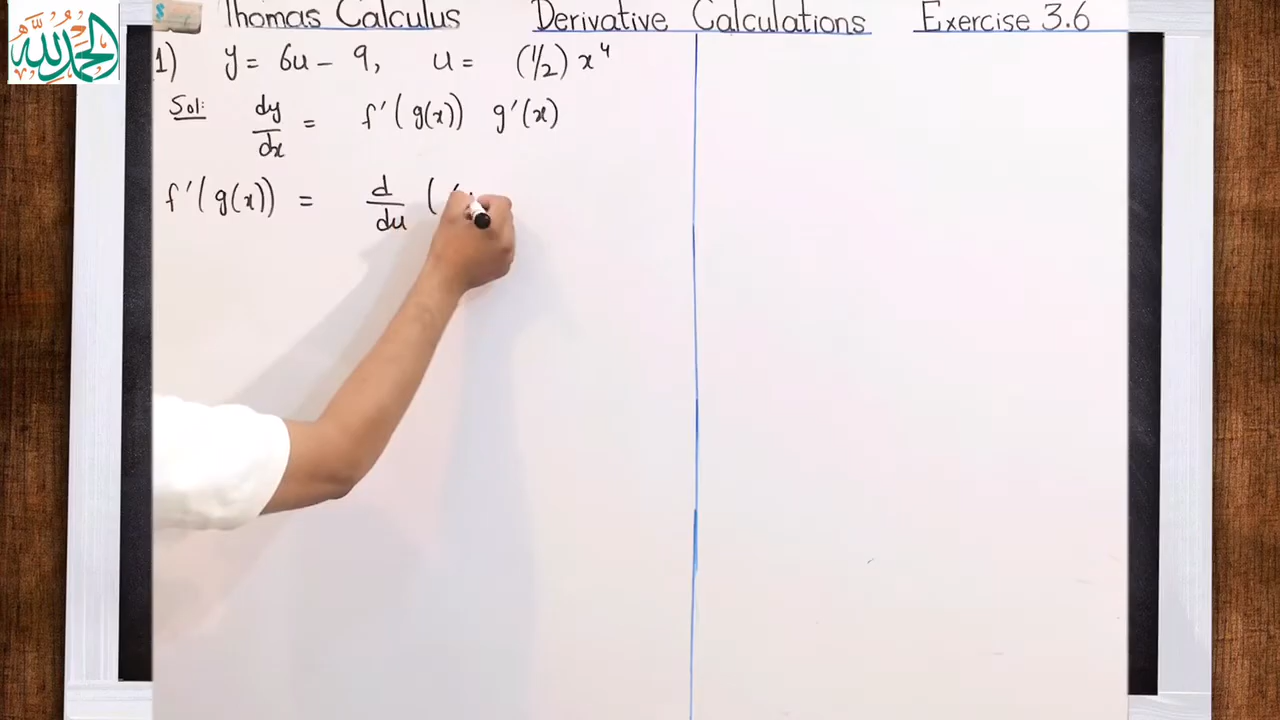 الحمد لله
Thomas Calculus Derivative Calculations Exercise 3.6
1) y = 6u - 9, u = (1/2) x⁴
Sol: dy/dx = f'(g(x)) g'(x)
f'(g(x)) = d/du (